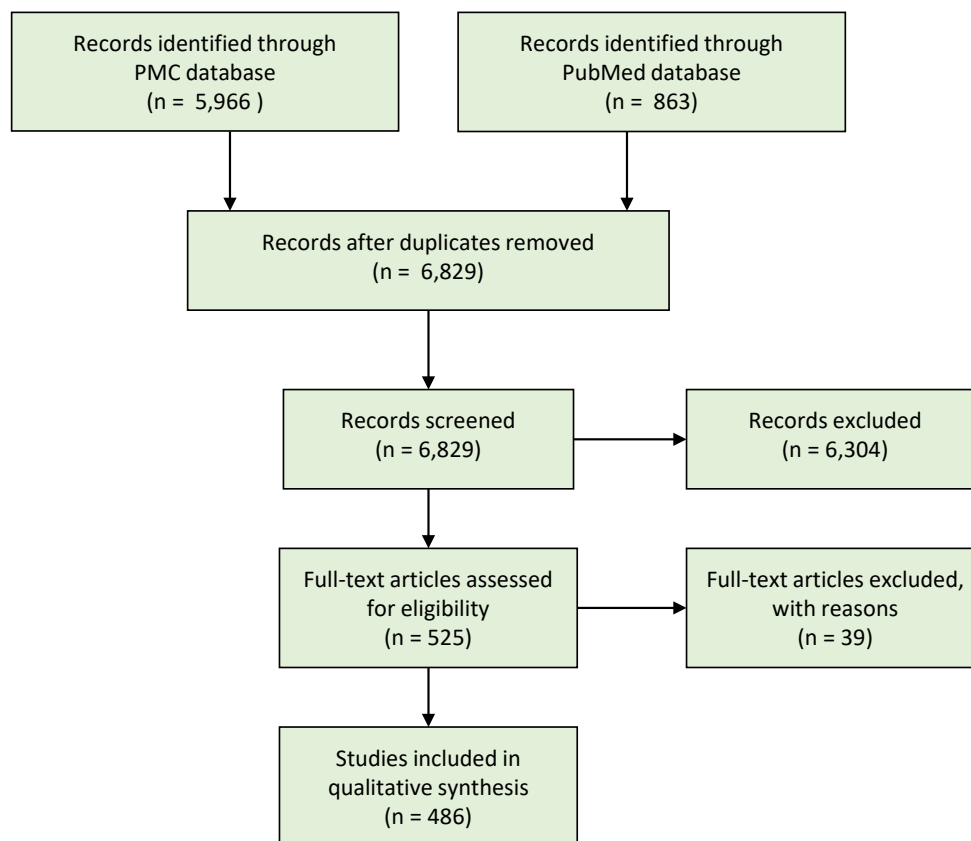 Records identified through
PMC database
(n =  5,966 )
Records identified through
PubMed database
(n =  863)
Records after duplicates removed
(n =  6,829)
Records screened
(n = 6,829)
Records excluded
(n = 6,304)
Full-text articles assessed
for eligibility
(n = 525)
Full-text articles excluded,
with reasons
(n = 39)
Studies included in
qualitative synthesis
(n = 486)